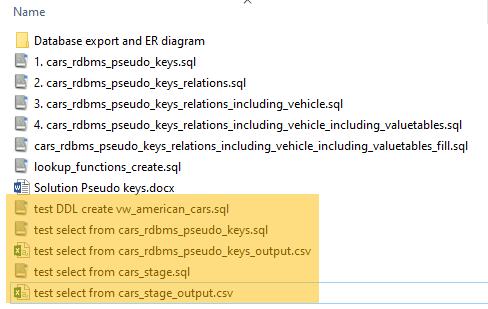 Name
Database export and ER diagram
1. cars_rdbms_pseudo_keys.sql
2. cars_rdbms_pseudo_keys_relations.sql
3. cars_rdbms_pseudo_keys_relations_including_vehicle.sql
4. cars_rdbms_pseudo_keys_relations_including_vehicle_including_valuetables.sql
cars_rdbms_pseudo_keys_relations_including_vehicle_including_valuetables_fill.sql
lookup_functions_create.sql
Solution Pseudo keys.docx
test DDL create vw_american_cars.sql
test select from cars_rdbms_pseudo_keys.sql
test select from cars_rdbms_pseudo_keys_output.csv
test select from cars_stage.sql
test select from cars_stage_output.csv